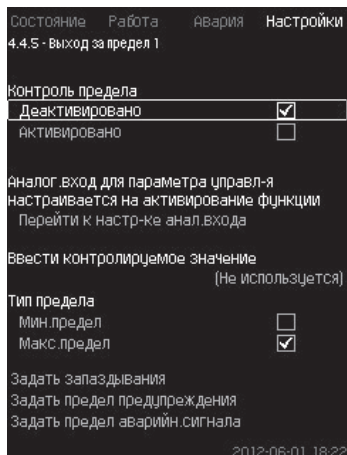 Состояние Работа Авария Настройки
4.4.5 - Выход за предел 1
Контроль предела
Деактивировано
Активировано
Аналог.вход для параметра управл-я
настраивается на активирование функции
Перейти к настр-ке анал.входа
Ввести контролируемое значение
(Не используется)
Тип предела
Мин.предел
Макс.предел
Задать запаздывания
Задать предел предупреждения
Задать предел аварийн.сигнала
2012-06-01 18:22